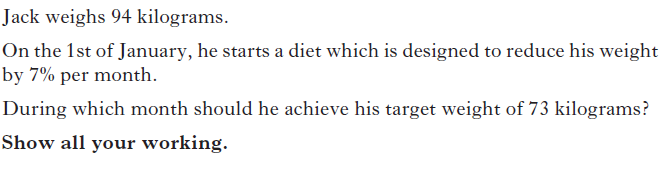 Jack weighs 94 kilograms.
On the 1st of January, he starts a diet which is designed to reduce his weight
by 7% per month.
During which month should he achieve his target weight of 73 kilograms?
Show all your working.